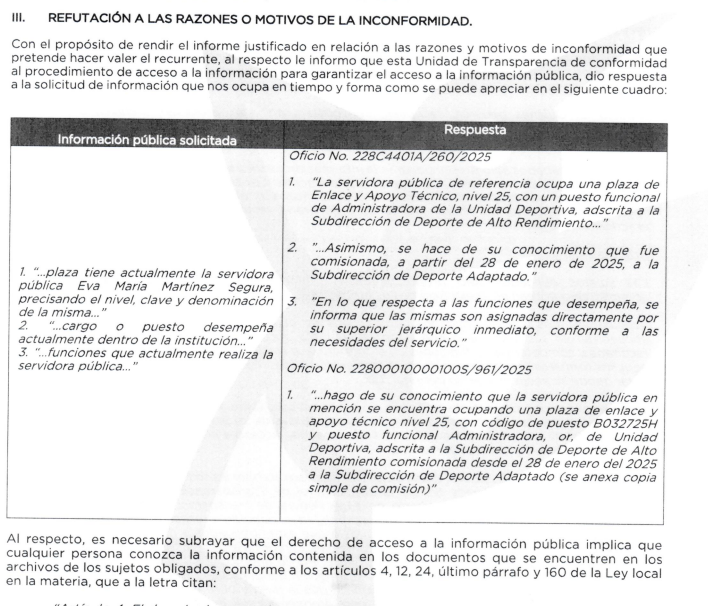 III. REFUTACIÓN A LAS RAZONES O MOTIVOS DE LA INCONFORMIDAD.
Con el propósito de rendir el informe justificado en relación a las razones y motivos de inconformidad que
pretende hacer valer el recurrente, al respecto le informo que esta Unidad de Transparencia de conformidad
al procedimiento de acceso a la información para garantizar el acceso a la información pública, dio respuesta
a la solicitud de información que nos ocupa en tiempo y forma como se puede apreciar en el siguiente cuadro:
Información pública solicitada
1. "...plaza tiene actualmente la servidora
pública Eva María Martínez Segura,
precisando el nivel, clave y denominación
de la misma..."
2. "...cargo o puesto desempeña
actualmente dentro de la institución..."
3. "...funciones que actualmente realiza la
servidora pública..."
Respuesta
Oficio No. 228C4401A/260/2025
1. "La servidora pública de referencia ocupa una plaza de
Enlace y Apoyo Técnico, nivel 25, con un puesto funcional
de Administradora de la Unidad Deportiva, adscrita a la
Subdirección de Deporte de Alto Rendimiento..."
2. "...Asimismo, se hace de su conocimiento que fue
comisionada, a partir del 28 de enero de 2025, a la
Subdirección de Deporte Adaptado."
3. "En lo que respecta a las funciones que desempeña, se
informa que las mismas son asignadas directamente por
su superior jerárquico inmediato, conforme a las
necesidades del servicio."
Oficio No. 22800010000100S/961/2025
1. "...hago de su conocimiento que la servidora pública en
mención se encuentra ocupando una plaza de enlace y
apoyo técnico nivel 25, con código de puesto B032725H
y puesto funcional Administradora, or, de Unidad
Deportiva, adscrita a la Subdirección de Deporte de Alto
Rendimiento comisionada desde el 28 de enero del 2025
a la Subdirección de Deporte Adaptado (se anexa copia
simple de comisión)"
Al respecto, es necesario subrayar que el derecho de acceso a la información pública implica que
cualquier persona conozca la información contenida en los documentos que se encuentren en los
archivos de los sujetos obligados, conforme a los artículos 4, 12, 24, último párrafo y 160 de la Ley local
en la materia, que a la letra citan: